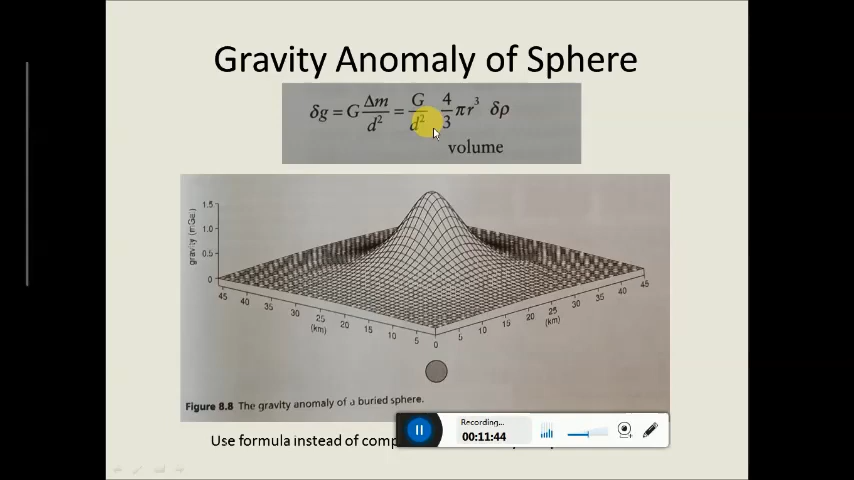 Gravity Anomaly of Sphere
δg = G Δm/d² = G/d² 4/3 πr³ δρ
volume
gravity (mGal)
1.5
1.0
0.5
0
45 40 35 30 25 20 15 10 5 0 5 10 15 20 25 30 35 40 45
(km) (km)
Figure 8.8 The gravity anomaly of a buried sphere.
Use formula instead of comp
Recording...
00:11:44